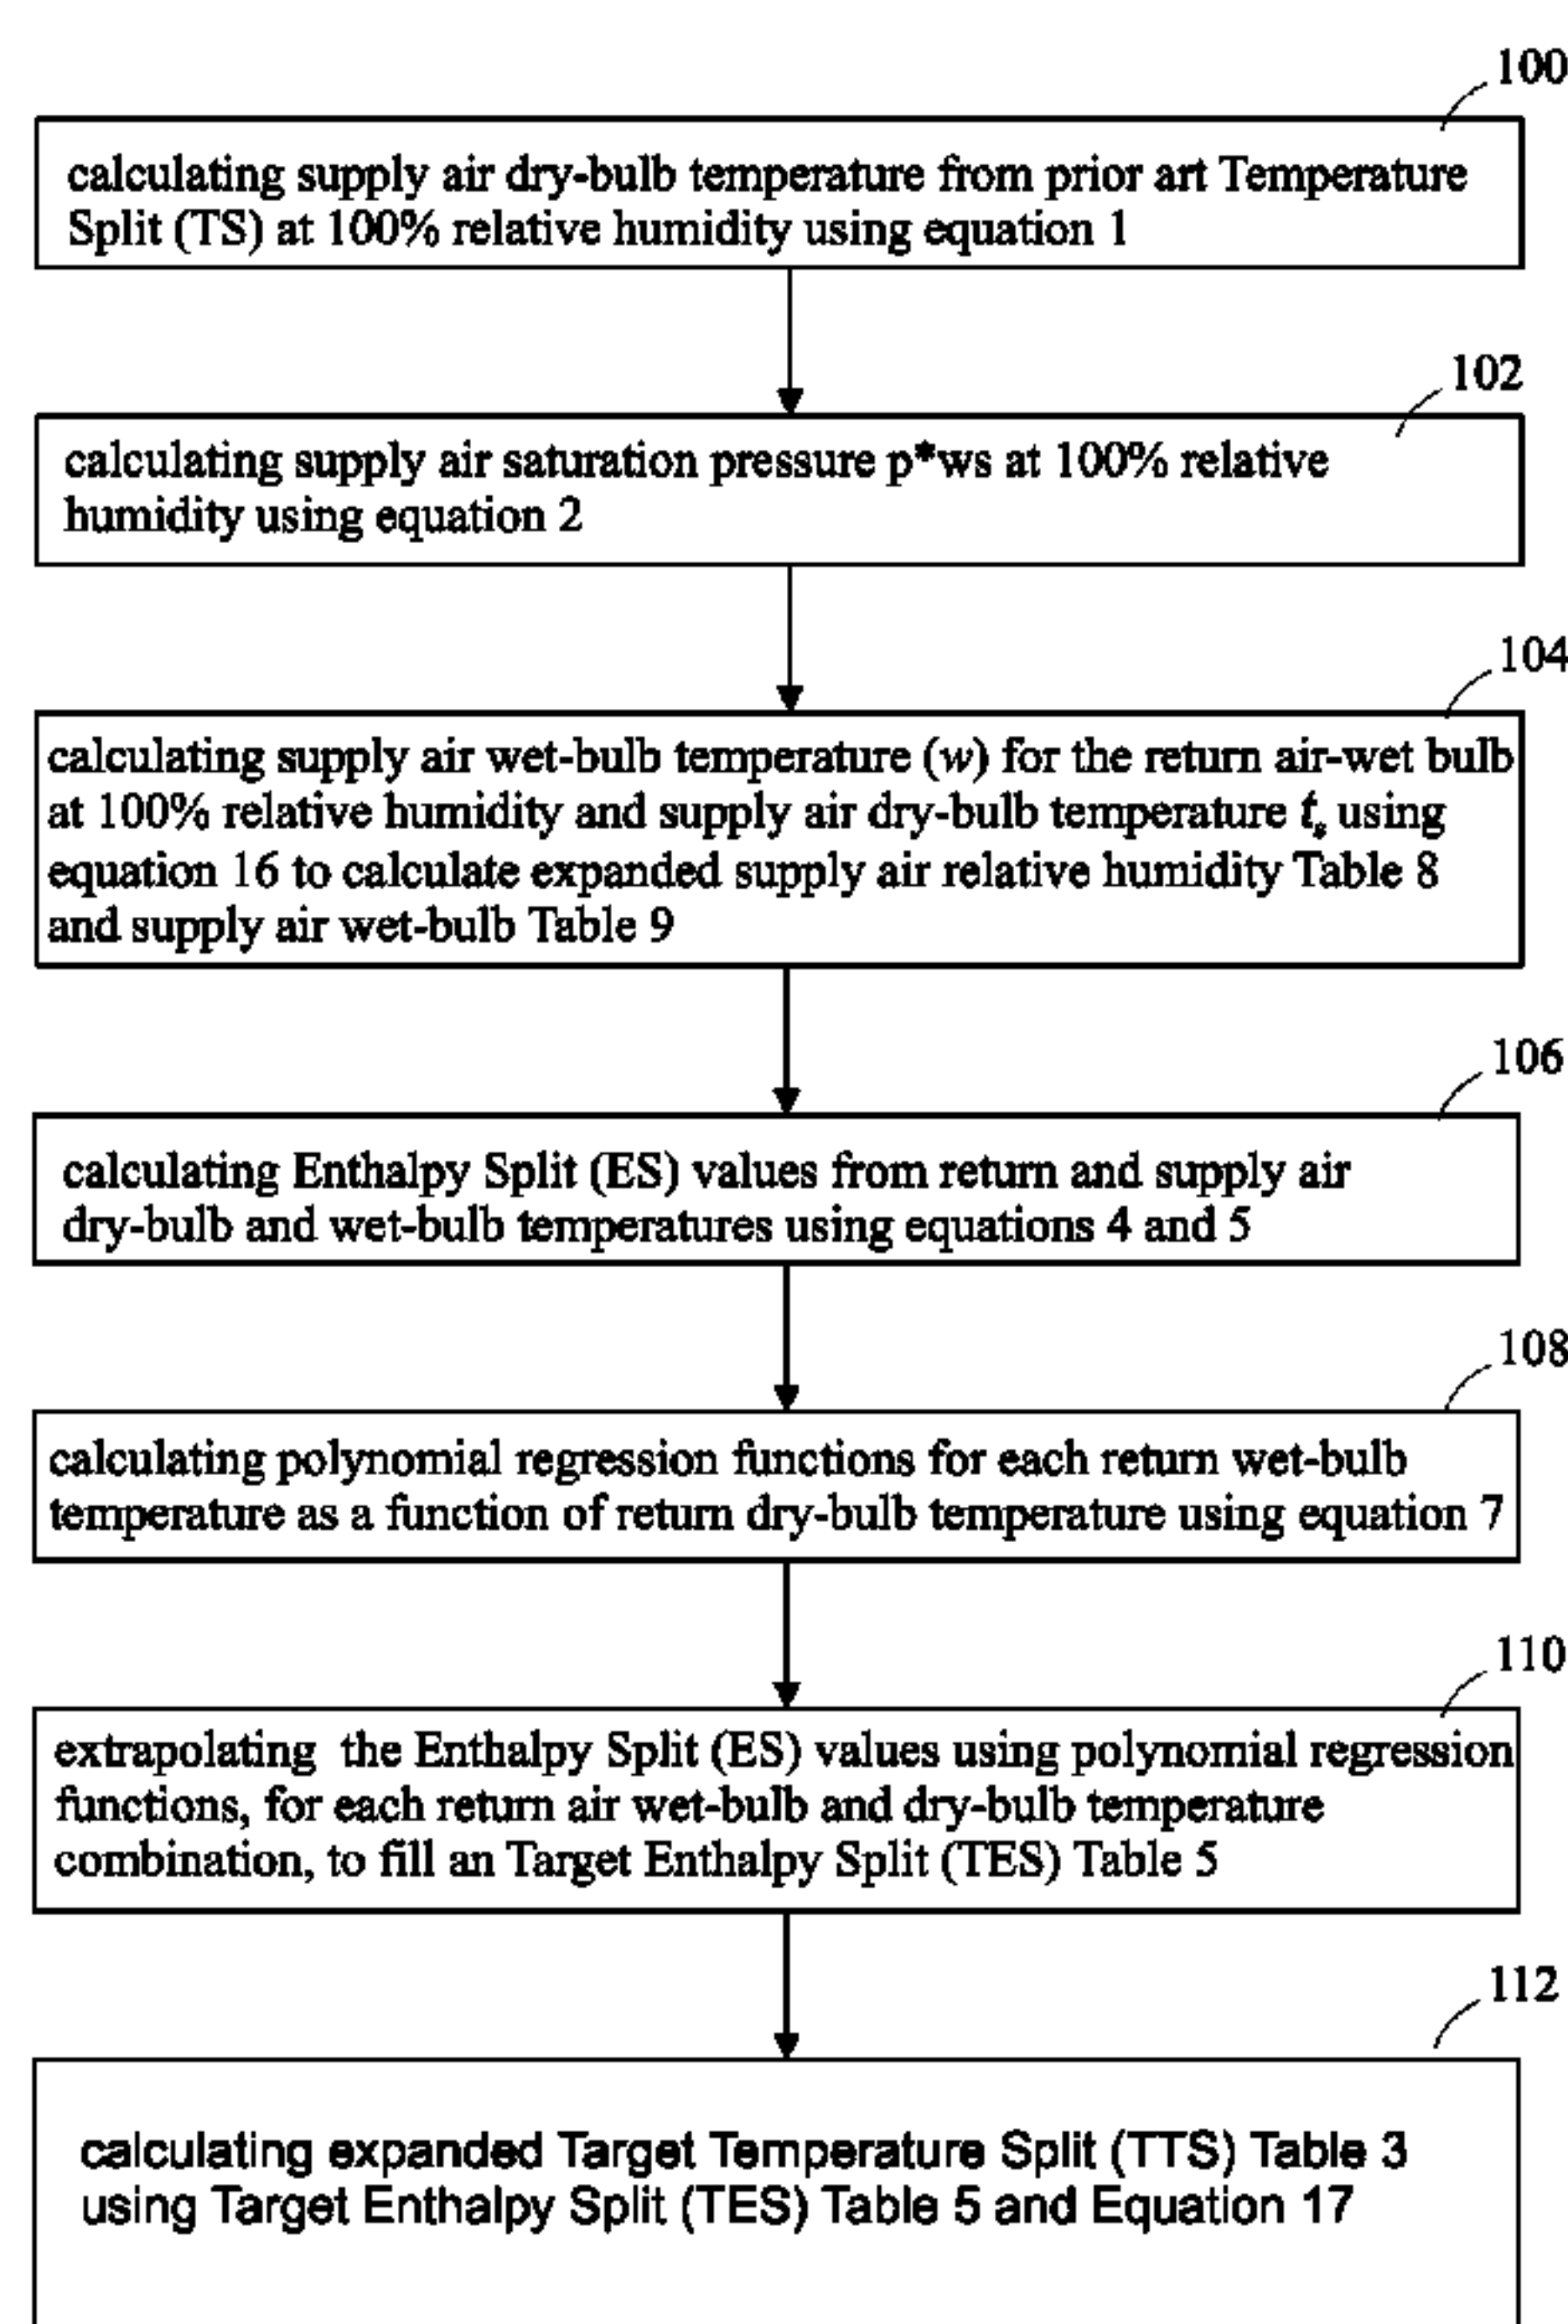 100
calculating supply air dry-bulb temperature from prior art Temperature
Split (TS) at 100% relative humidity using equation 1
102
calculating supply air saturation pressure p*ws at 100% relative
humidity using equation 2
104
calculating supply air wet-bulb temperature (w) for the return air-wet bulb
at 100% relative humidity and supply air dry-bulb temperature tₛ using
equation 16 to calculate expanded supply air relative humidity Table 8
and supply air wet-bulb Table 9
106
calculating Enthalpy Split (ES) values from return and supply air
dry-bulb and wet-bulb temperatures using equations 4 and 5
108
calculating polynomial regression functions for each return wet-bulb
temperature as a function of return dry-bulb temperature using equation 7
110
extrapolating the Enthalpy Split (ES) values using polynomial regression
functions, for each return air wet-bulb and dry-bulb temperature
combination, to fill an Target Enthalpy Split (TES) Table 5
112
calculating expanded Target Temperature Split (TTS) Table 3
using Target Enthalpy Split (TES) Table 5 and Equation 17